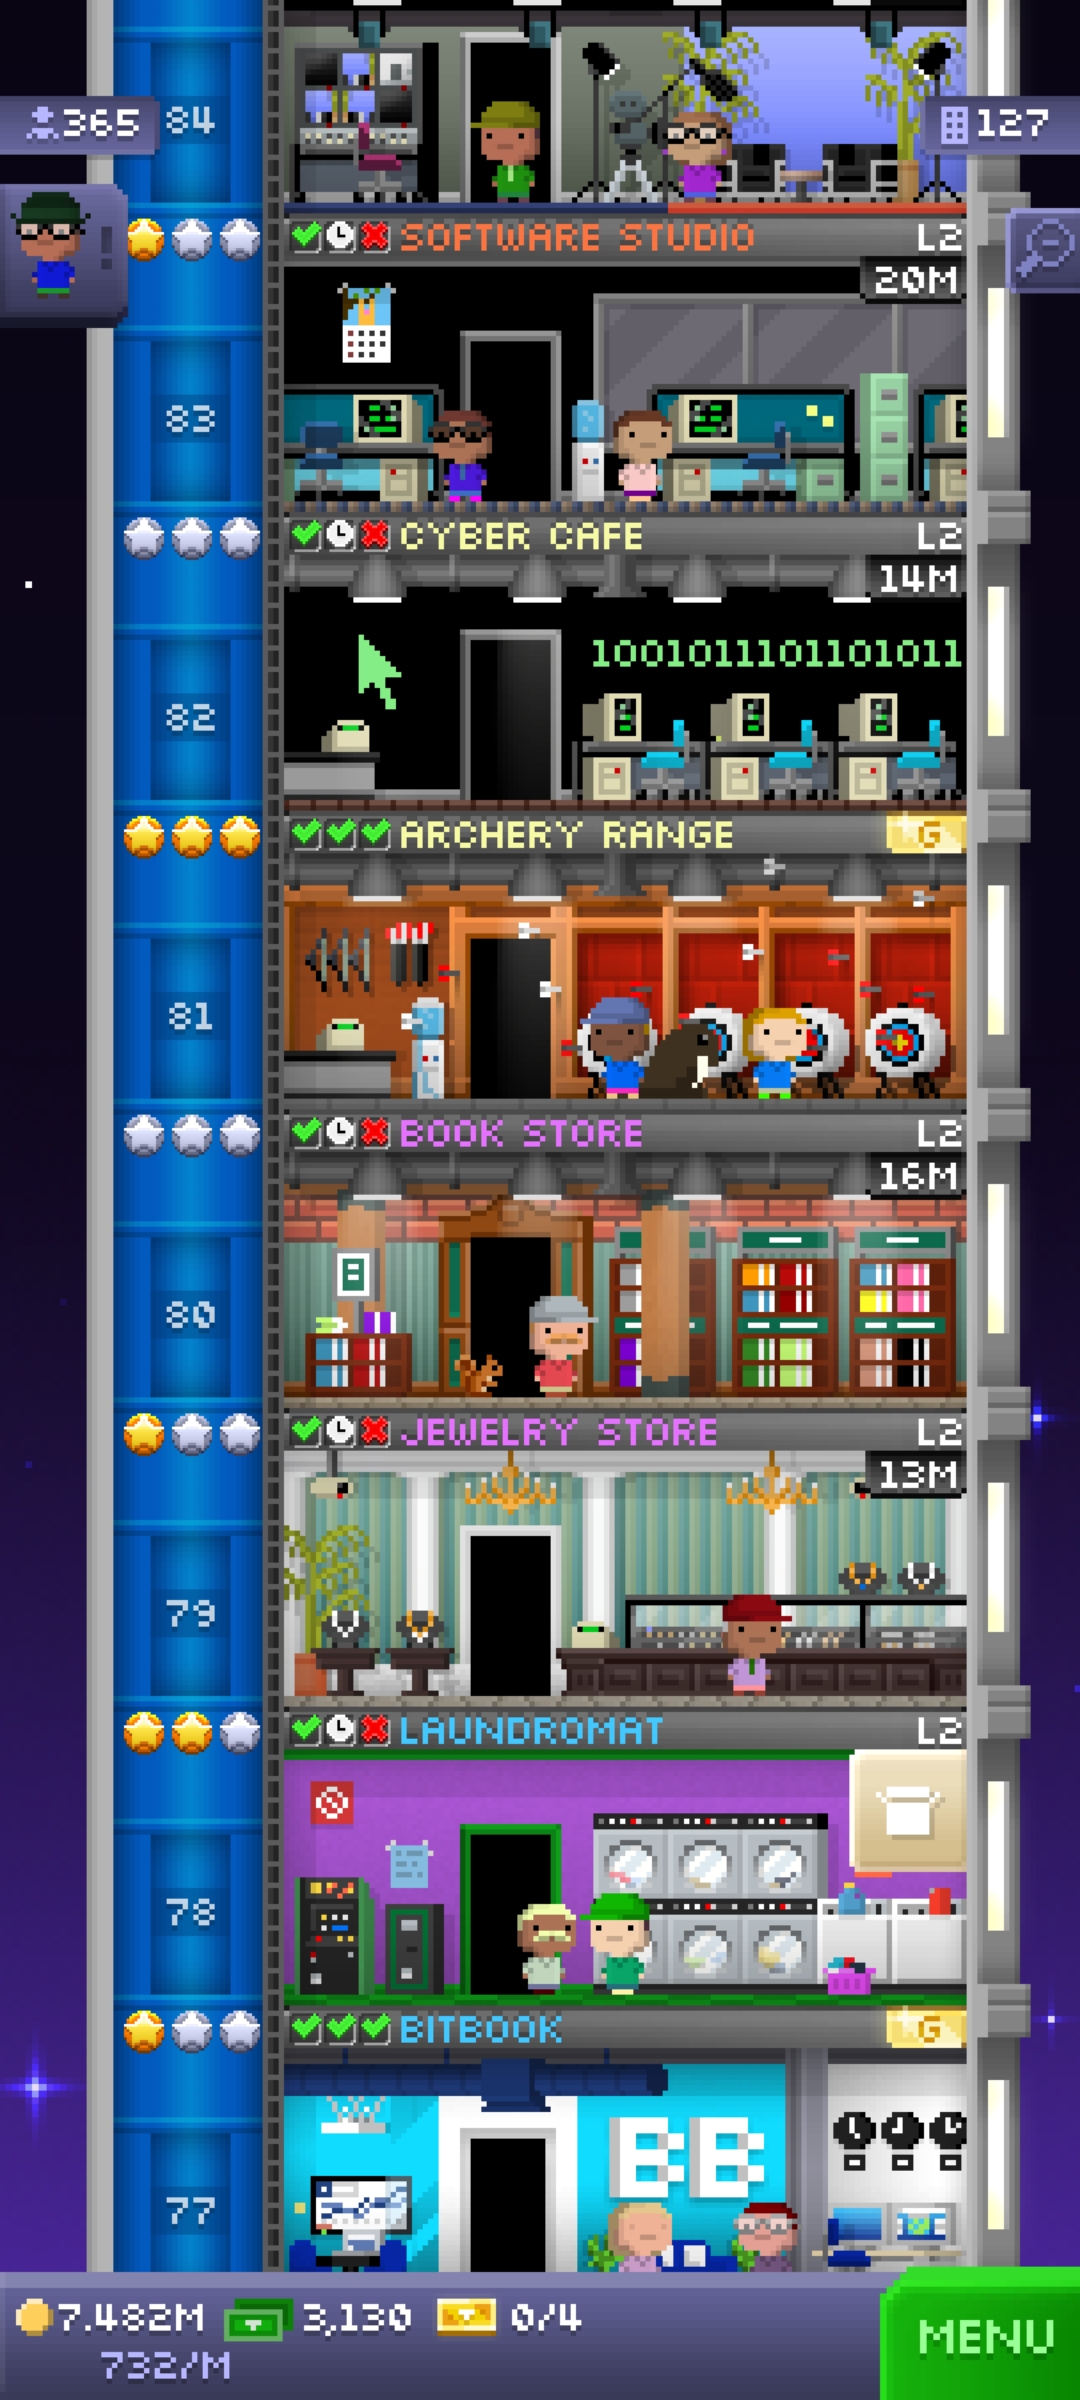 84
365
127
SOFTWARE STUDIO L2
20M
83
CYBER CAFE L2
14M
1001011101101011
82
ARCHERY RANGE G
81
BOOK STORE L2
16M
8
80
JEWELRY STORE L2
13M
79
LAUNDROMAT L2
78
BITBOOK G
BB
77
7.482M 3,130 0/4
732/M
MENU